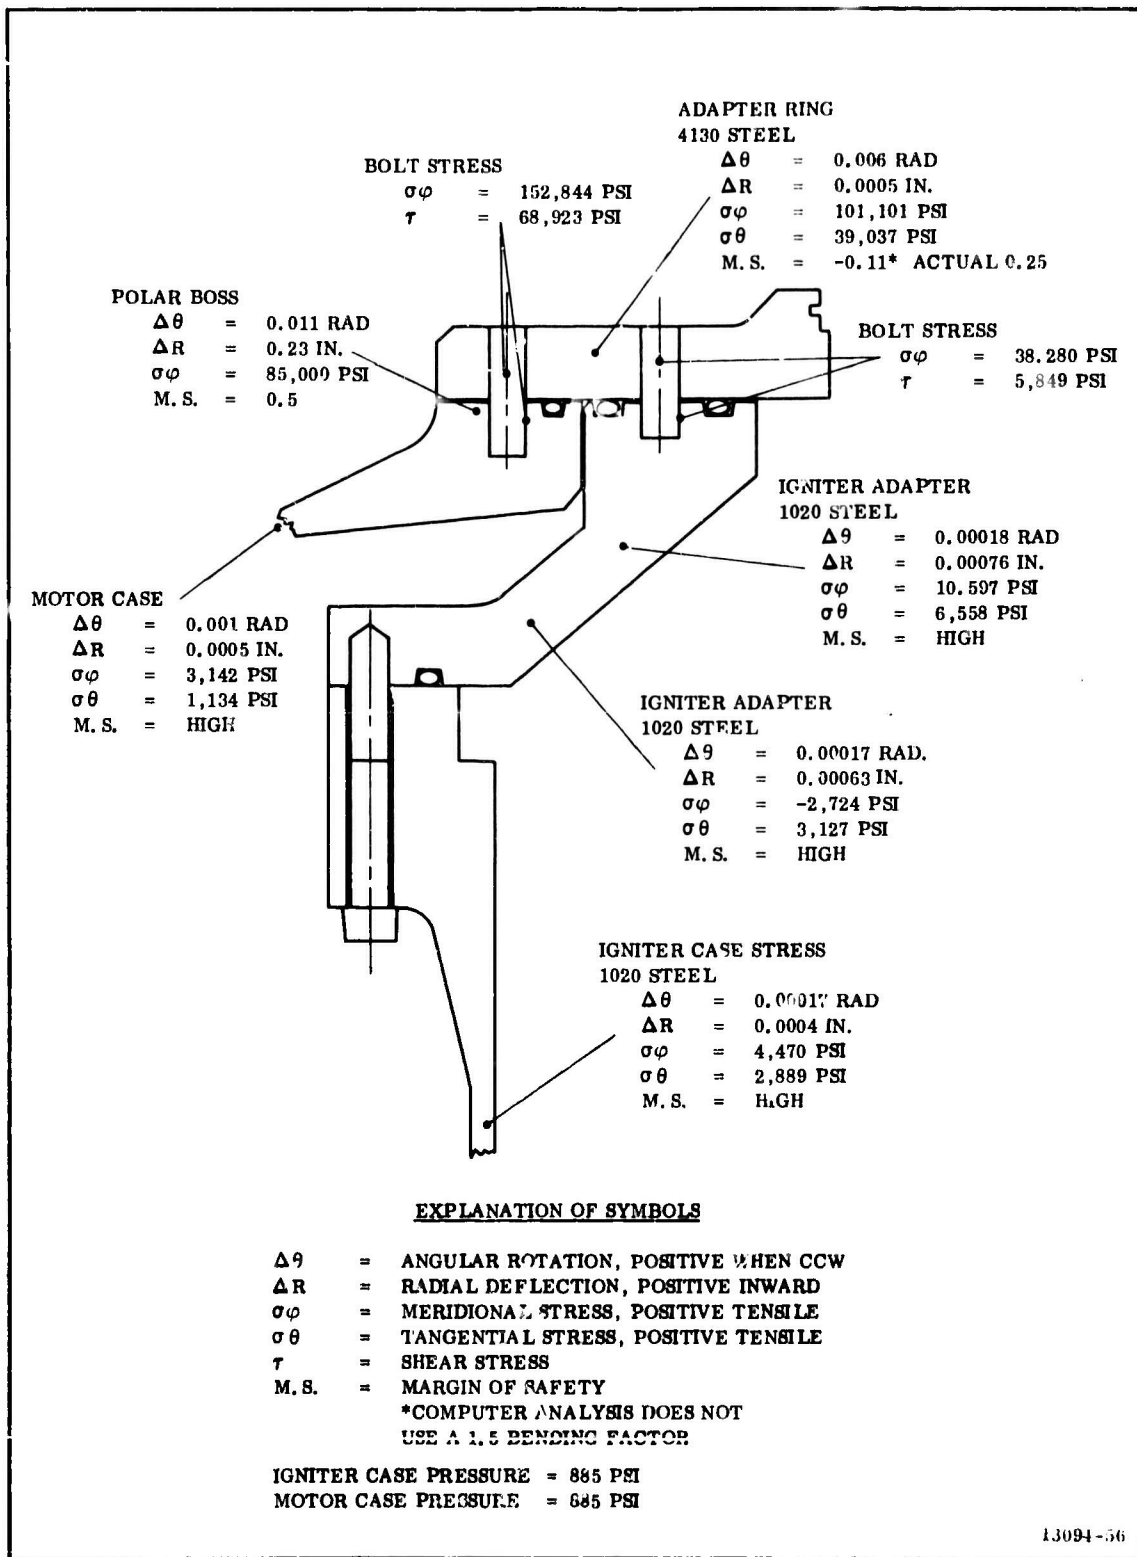 ADAPTER RING
4130 STEEL
Δθ = 0.006 RAD
ΔR = 0.0005 IN.
σφ = 101,101 PSI
σθ = 39,037 PSI
M.S. = -0.11* ACTUAL 0.25
BOLT STRESS
σφ = 152,844 PSI
τ = 68,923 PSI
POLAR BOSS
Δθ = 0.011 RAD
ΔR = 0.23 IN.
σφ = 85,000 PSI
M.S. = 0.5
BOLT STRESS
σφ = 38.280 PSI
τ = 5,849 PSI
IGNITER ADAPTER
1020 STEEL
Δθ = 0.00018 RAD
ΔR = 0.00076 IN.
σφ = 10.597 PSI
σθ = 6,558 PSI
M.S. = HIGH
MOTOR CASE
Δθ = 0.001 RAD
ΔR = 0.0005 IN.
σφ = 3,142 PSI
σθ = 1,134 PSI
M.S. = HIGH
IGNITER ADAPTER
1020 STEEL
Δθ = 0.00017 RAD.
ΔR = 0.00063 IN.
σφ = -2,724 PSI
σθ = 3,127 PSI
M.S. = HIGH
IGNITER CASE STRESS
1020 STEEL
Δθ = 0.00017 RAD
ΔR = 0.0004 IN.
σφ = 4,470 PSI
σθ = 2,889 PSI
M.S. = HIGH
EXPLANATION OF SYMBOLS
Δθ = ANGULAR ROTATION, POSITIVE WHEN CCW
ΔR = RADIAL DEFLECTION, POSITIVE INWARD
σφ = MERIDIONAL STRESS, POSITIVE TENSILE
σθ = TANGENTIAL STRESS, POSITIVE TENSILE
τ = SHEAR STRESS
M.S. = MARGIN OF SAFETY
*COMPUTER ANALYSIS DOES NOT
USE A 1.5 BENDING FACTOR
IGNITER CASE PRESSURE = 885 PSI
MOTOR CASE PRESSURE = 685 PSI
13094-56